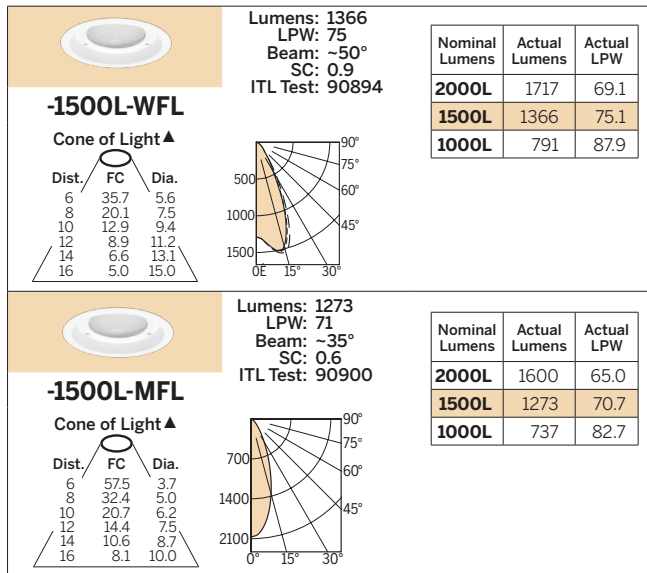 Lumens: 1366
LPW: 75
Beam: ~50°
SC: 0.9
ITL Test: 90894
-1500L-WFL
Cone of Light▲
Dist. FC Dia.
6 35.7 5.6
8 20.1 7.5
10 12.9 9.4
12 8.9 11.2
14 6.6 13.1
16 5.0 15.0
90°
75°
500
60°
1000
45°
1500
0E 15° 30°
Nominal Lumens Actual Lumens Actual LPW
2000L 1717 69.1
1500L 1366 75.1
1000L 791 87.9
Lumens: 1273
LPW: 71
Beam: ~35°
SC: 0.6
ITL Test: 90900
-1500L-MFL
Cone of Light▲
Dist. FC Dia.
6 57.5 3.7
8 32.4 5.0
10 20.7 6.2
12 14.4 7.5
14 10.6 8.7
16 8.1 10.0
90°
75°
700
60°
1400
45°
2100
0° 15° 30°
Nominal Lumens Actual Lumens Actual LPW
2000L 1600 65.0
1500L 1273 70.7
1000L 737 82.7